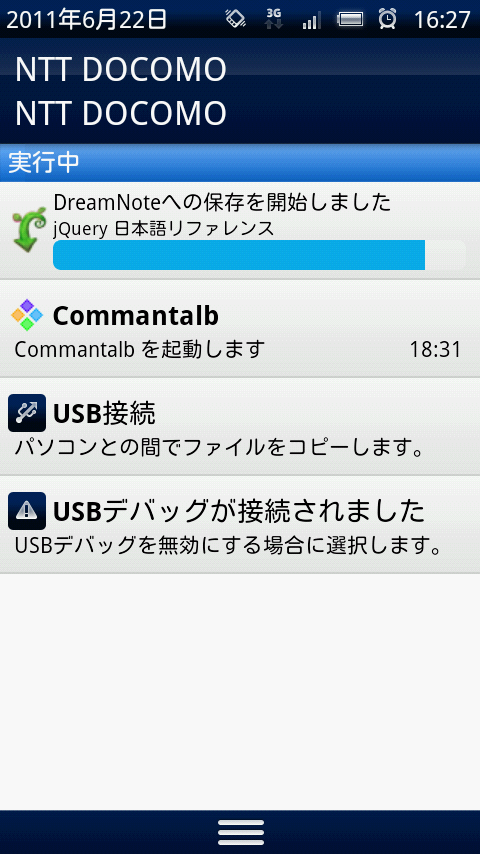 2011年6月22日 3G 16:27
NTT DOCOMO
NTT DOCOMO
実行中
DreamNoteへの保存を開始しました
jQuery 日本語リファレンス
Commantalb
Commantalb を起動します 18:31
USB接続
パソコンとの間でファイルをコピーします。
USBデバッグが接続されました
USBデバッグを無効にする場合に選択します。